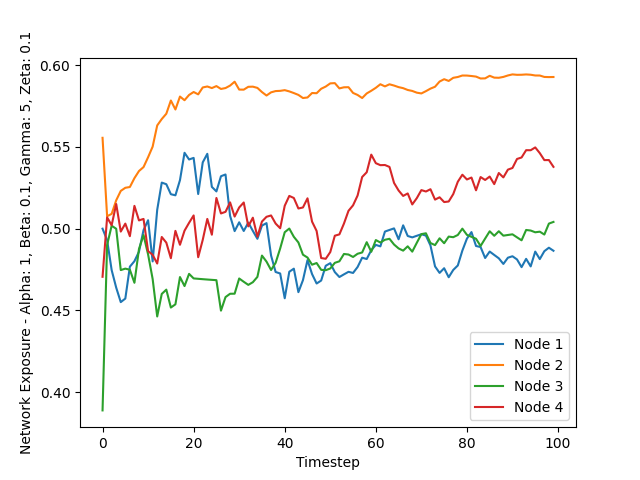 Network Exposure - Alpha: 1, Beta: 0.1, Gamma: 5, Zeta: 0.1
0.60
0.55
0.50
0.45
0.40
0
20
40
60
80
100
Timestep
Node 1
Node 2
Node 3
Node 4